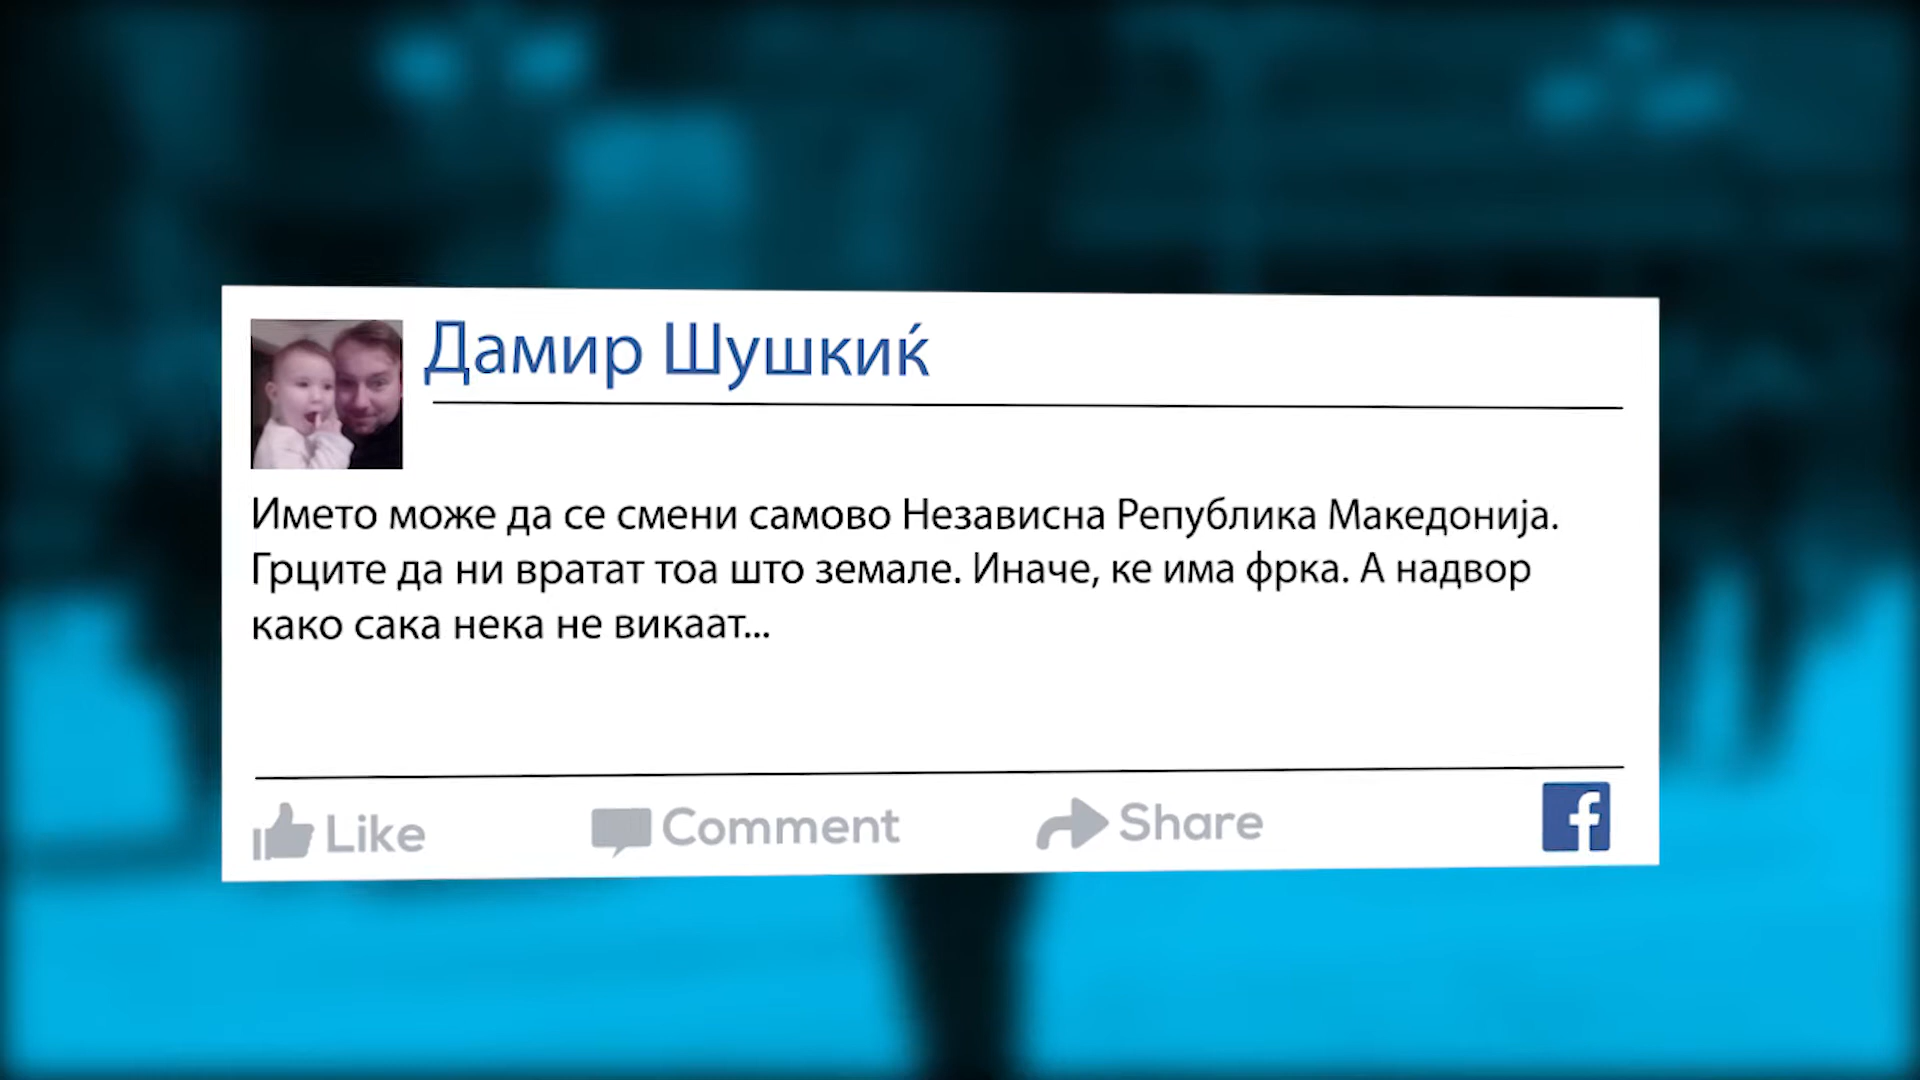 Дамир Шушкиќ
Името може да се смени самово Независна Република Македонија.
Грците да ни вратат тоа што земале. Иначе, ке има фрка. А надвор
како сака нека не викаат...
Like Comment Share